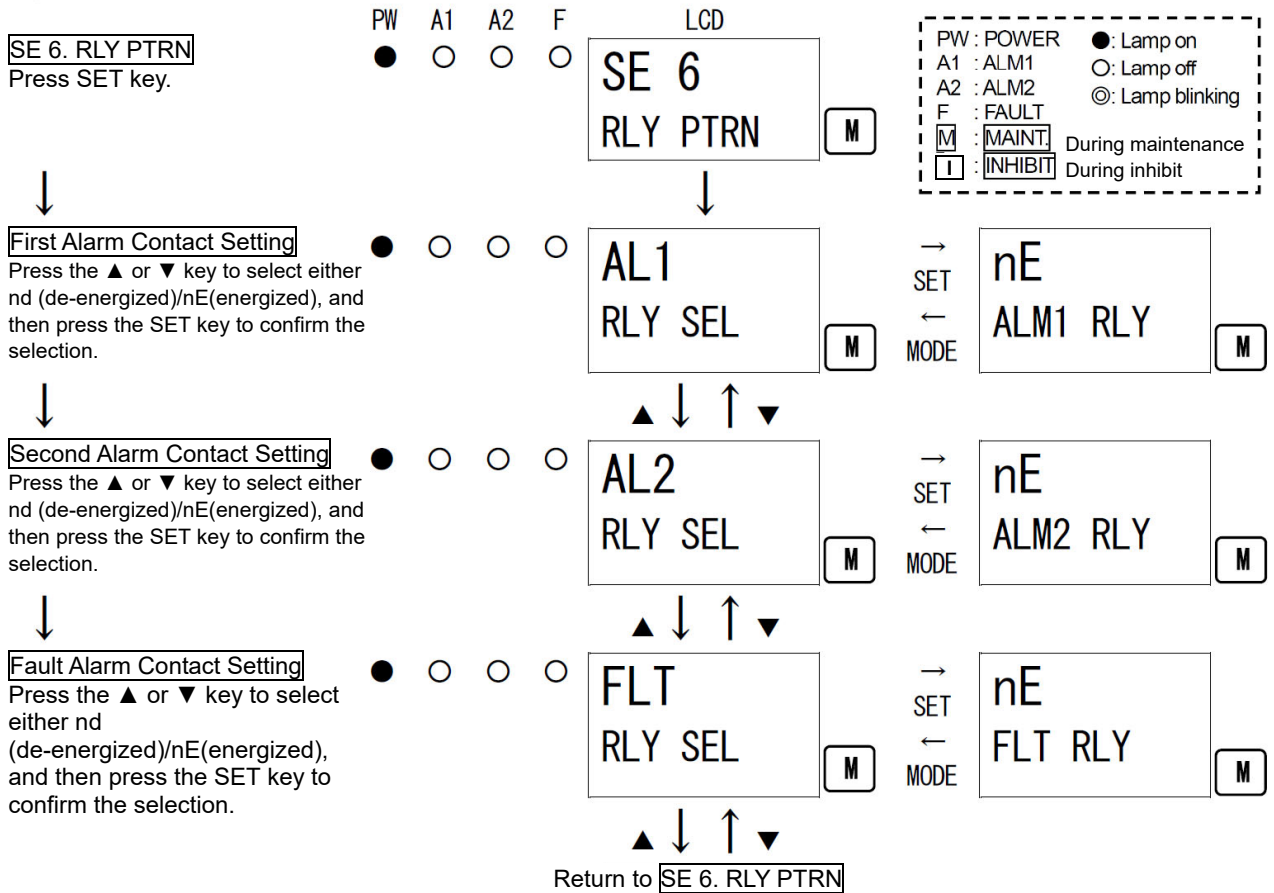 PW A1 A2 F LCD
SE 6. RLY PTRN
Press SET key.
● ○ ○ ○
SE 6
RLY PTRN
M
PW : POWER ●: Lamp on
A1 : ALM1 ○: Lamp off
A2 : ALM2 ◎: Lamp blinking
F : FAULT
M : MAINT. During maintenance
I : INHIBIT During inhibit
↓ ↓
First Alarm Contact Setting
Press the ▲ or ▼ key to select either
nd (de-energized)/nE(energized), and
then press the SET key to confirm the
selection.
● ○ ○ ○
AL1
RLY SEL
M
→
SET
←
MODE
nE
ALM1 RLY
M
↓ ▲ ↓ ↑ ▼
Second Alarm Contact Setting
Press the ▲ or ▼ key to select either
nd (de-energized)/nE(energized), and
then press the SET key to confirm the
selection.
● ○ ○ ○
AL2
RLY SEL
M
→
SET
←
MODE
nE
ALM2 RLY
M
↓ ▲ ↓ ↑ ▼
Fault Alarm Contact Setting
Press the ▲ or ▼ key to select
either nd
(de-energized)/nE(energized),
and then press the SET key to
confirm the selection.
● ○ ○ ○
FLT
RLY SEL
M
→
SET
←
MODE
nE
FLT RLY
M
▲ ↓ ↑ ▼
Return to SE 6. RLY PTRN